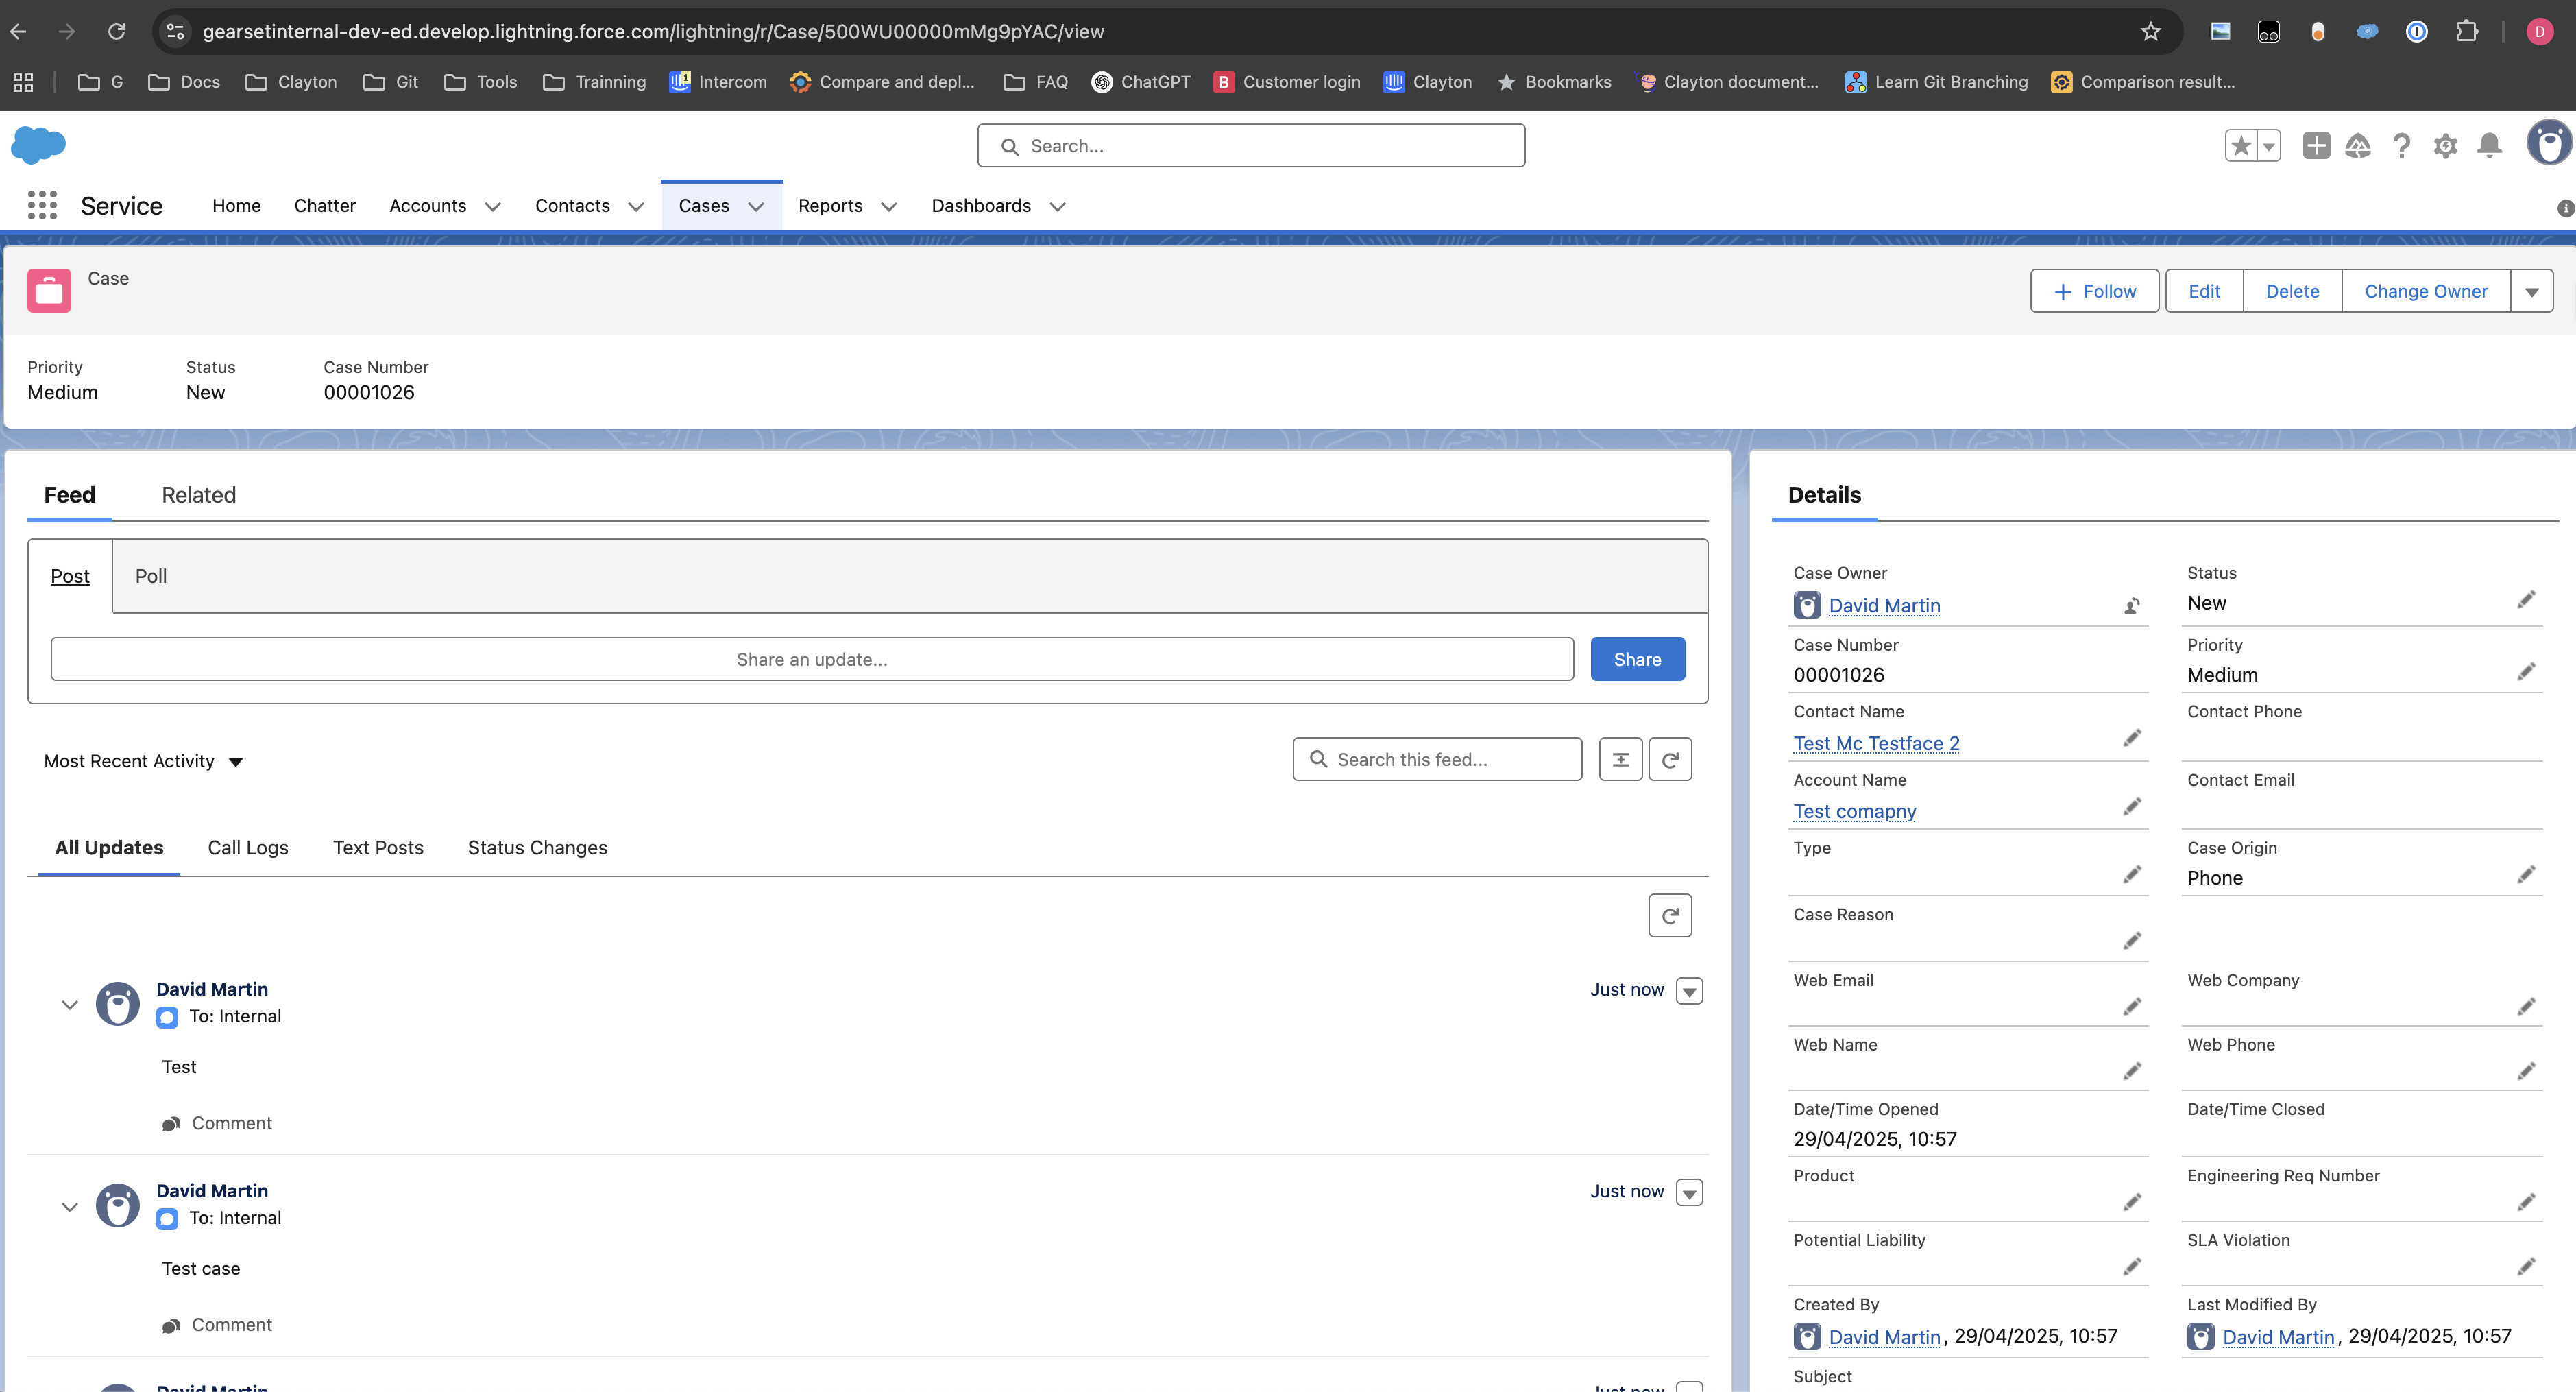 gearsetinternal-dev-ed.develop.lightning.force.com/lightning/r/Case/500WU00000mMg9pYAC/view
D
G Docs Clayton Git Tools Trainning Intercom Compare and depl... FAQ ChatGPT Customer login Clayton Bookmarks Clayton document... Learn Git Branching Comparison result...
Search...
Service Home Chatter Accounts Contacts Cases Reports Dashboards
Case
Follow Edit Delete Change Owner
Priority Status Case Number
Medium New 00001026
Feed Related
Post Poll
Share an update... Share
Most Recent Activity
Search this feed...
All Updates Call Logs Text Posts Status Changes
David Martin Just now
To: Internal
Test
Comment
David Martin Just now
To: Internal
Test case
Comment
David Martin Just now
Details
Case Owner Status
David Martin New
Case Number Priority
00001026 Medium
Contact Name Contact Phone
Test Mc Testface 2
Account Name Contact Email
Test comapny
Type Case Origin
Phone
Case Reason
Web Email Web Company
Web Name Web Phone
Date/Time Opened Date/Time Closed
29/04/2025, 10:57
Product Engineering Req Number
Potential Liability SLA Violation
Created By Last Modified By
David Martin, 29/04/2025, 10:57 David Martin, 29/04/2025, 10:57
Subject